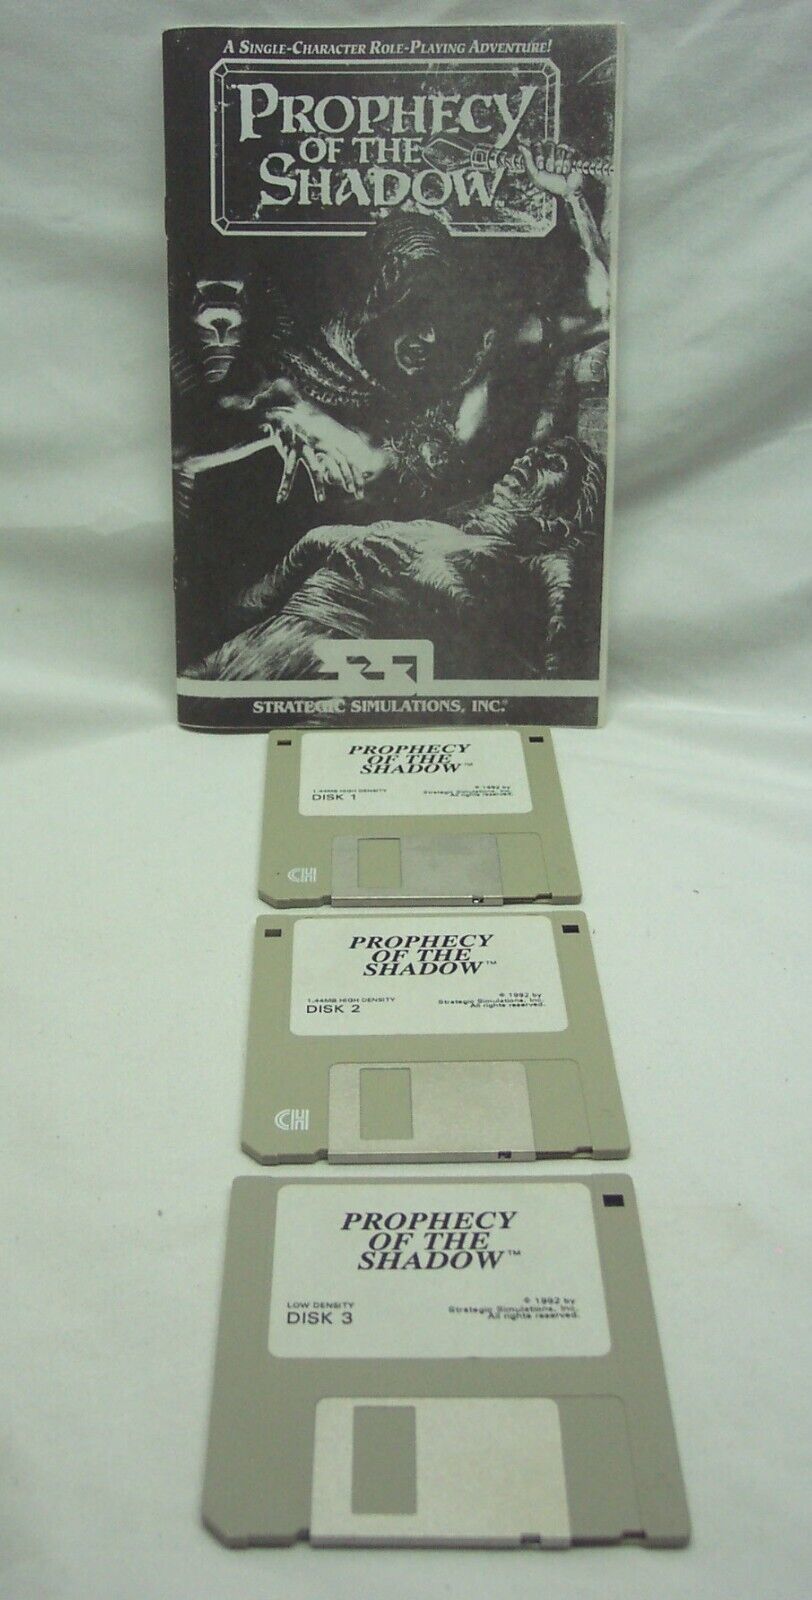 A SINGLE-CHARACTER ROLE-PLAYING ADVENTURE!
PROPHECY
OF THE
SHADOW
SSI
STRATEGIC SIMULATIONS, INC.®
PROPHECY
OF THE
SHADOW™
1.44MB HIGH DENSITY
DISK 1
© 1992 by
Strategic Simulations, Inc.
All rights reserved.
CH
PROPHECY
OF THE
SHADOW™
1.44MB HIGH DENSITY
DISK 2
© 1992 by
Strategic Simulations, Inc.
All rights reserved.
CH
PROPHECY
OF THE
SHADOW™
LOW DENSITY
DISK 3
© 1992 by
Strategic Simulations, Inc.
All rights reserved.